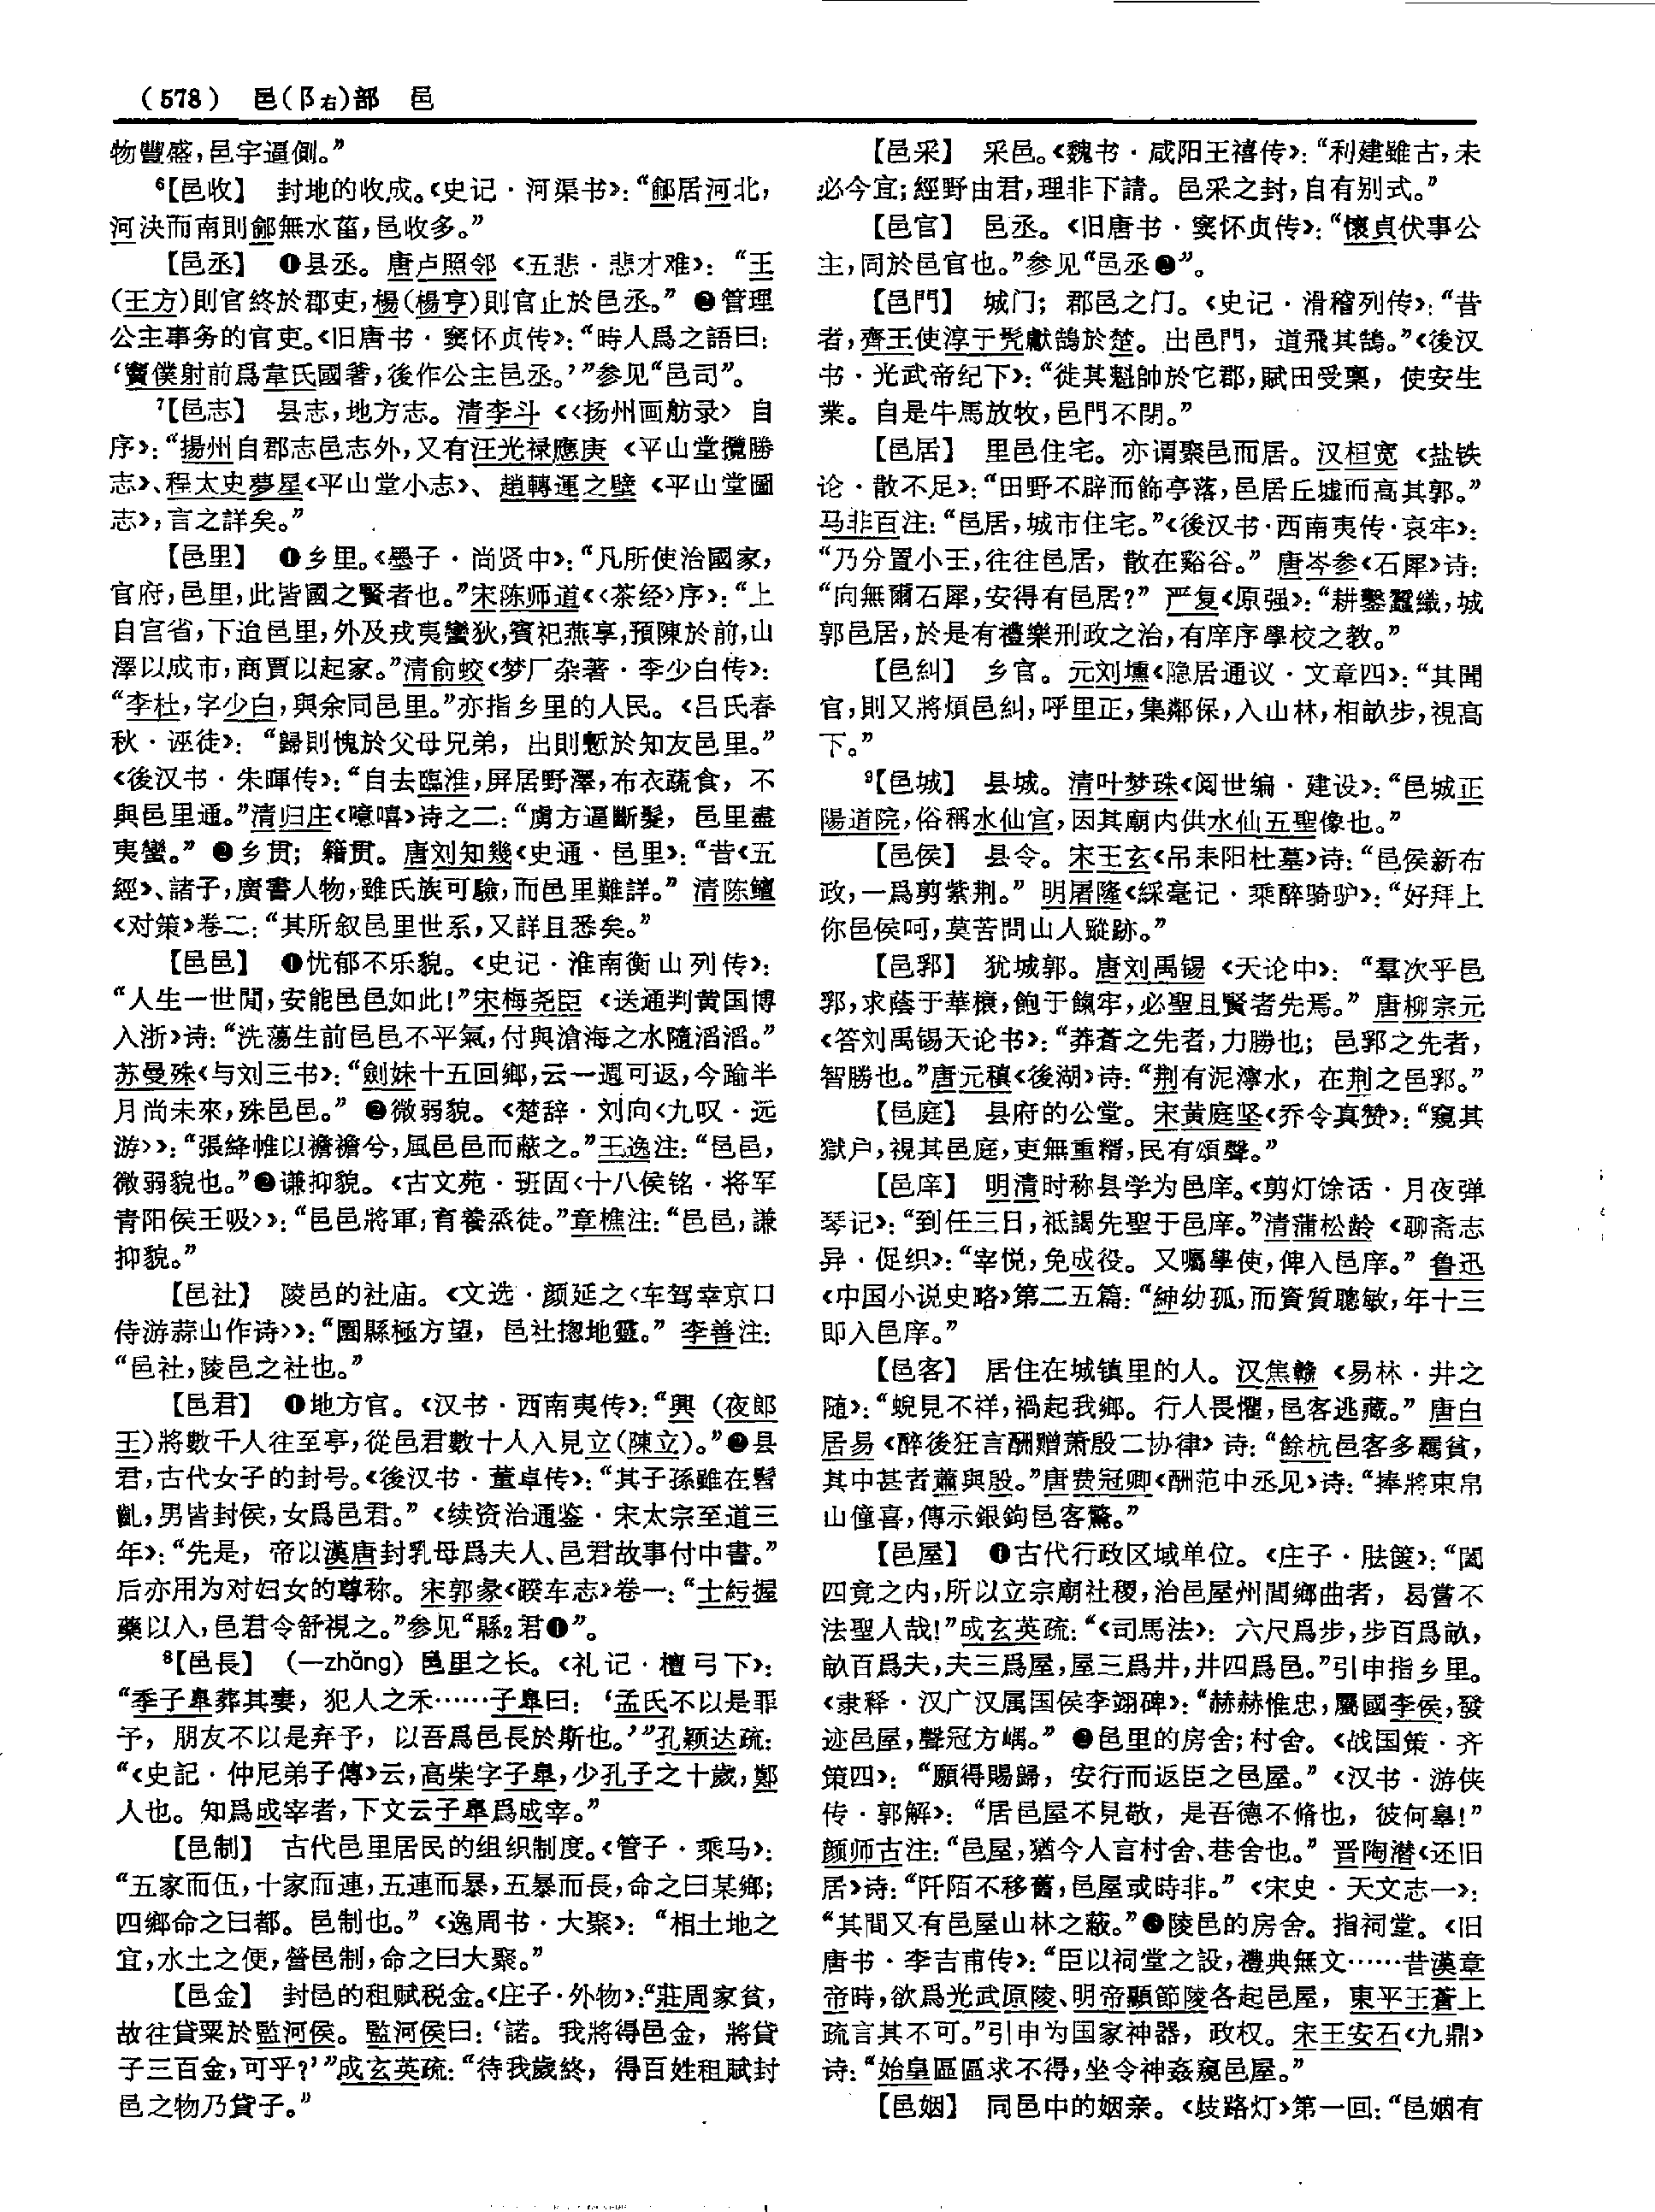 （578） 邑(阝右)部 邑
物豐盛，邑宇逼側。”
⁶【邑收】 封地的收成。《史记·河渠书》：“鄃居河北，
河決而南則鄃無水菑，邑收多。”
【邑丞】 ❶县丞。唐卢照邻《五悲·悲才难》：“王
(王方)則官終於郡吏，楊(楊亨)則官止於邑丞。”❷管理
公主事务的官吏。《旧唐书·窦怀贞传》：“時人爲之語曰：
‘竇僕射前爲韋氏國㸙，後作公主邑丞。’”参见“邑司”。
⁷【邑志】 县志，地方志。清李斗《〈扬州画舫录〉自
序》：“揚州自郡志邑志外，又有汪光禄應庚《平山堂攬勝
志》、程太史夢星《平山堂小志》、趙轉運之壁《平山堂圖
志》，言之詳矣。”
【邑里】 ❶乡里。《墨子·尚贤中》：“凡所使治國家，
官府，邑里，此皆國之賢者也。”宋陈师道《〈茶经〉序》：“上
自宫省，下迨邑里，外及戎夷蠻狄，賓祀燕享，預陳於前，山
澤以成市，商賈以起家。”清俞蛟《梦厂杂著·李少白传》：
“李杜，字少白，與余同邑里。”亦指乡里的人民。《吕氏春
秋·诬徒》：“歸則愧於父母兄弟，出則慙於知友邑里。”
《後汉书·朱暉传》：“自去臨淮，屏居野澤，布衣蔬食，不
與邑里通。”清归庄《噫嘻》诗之二：“虜方逼斷髮，邑里盡
夷蠻。”❷乡贯；籍贯。唐刘知幾《史通·邑里》：“昔《五
經》、諸子，廣書人物，雖氏族可驗，而邑里難詳。”清陈鱣
《对策》卷二：“其所叙邑里世系，又詳且悉矣。”
【邑邑】 ❶忧郁不乐貌。《史记·淮南衡山列传》：
“人生一世閒，安能邑邑如此！”宋梅尧臣《送通判黄国博
入浙》诗：“洗蕩生前邑邑不平氣，付與滄海之水隨滔滔。”
苏曼殊《与刘三书》：“劍妹十五回鄉，云一週可返，今踰半
月尚未來，殊邑邑。”❷微弱貌。《楚辞·刘向〈九叹·远
游〉》：“張絳帷以襜襜兮，風邑邑而蔽之。”王逸注：“邑邑，
微弱貌也。”❸谦抑貌。《古文苑·班固〈十八侯铭·将军
青阳侯王吸〉》：“邑邑將軍，育養烝徒。”章樵注：“邑邑，謙
抑貌。”
【邑社】 陵邑的社庙。《文选·颜延之〈车驾幸京口
侍游蒜山作诗〉》：“園縣極方望，邑社揔地靈。”李善注：
“邑社，陵邑之社也。”
【邑君】 ❶地方官。《汉书·西南夷传》：“興（夜郎
王）將數千人往至亭，從邑君數十人入見立(陳立)。”❷县
君，古代女子的封号。《後汉书·董卓传》：“其子孫雖在髫
齓，男皆封侯，女爲邑君。”《续资治通鉴·宋太宗至道三
年》：“先是，帝以漢唐封乳母爲夫人、邑君故事付中書。”
后亦用为对妇女的尊称。宋郭彖《睽车志》卷一：“士紆握
藥以入，邑君令舒視之。”参见“縣₂君❶”。
⁸【邑長】 （—zhǎng）邑里之长。《礼记·檀弓下》：
“季子臯葬其妻，犯人之禾……子臯曰：‘孟氏不以是罪
予，朋友不以是弃予，以吾爲邑長於斯也。’”孔颖达疏：
“《史記·仲尼弟子傳》云，高柴字子臯，少孔子之十歲，鄭
人也。知爲成宰者，下文云子臯爲成宰。”
【邑制】 古代邑里居民的组织制度。《管子·乘马》：
“五家而伍，十家而連，五連而暴，五暴而長，命之曰某鄉；
四鄉命之曰都。邑制也。”《逸周书·大聚》：“相土地之
宜，水土之便，營邑制，命之曰大聚。”
【邑金】 封邑的租赋税金。《庄子·外物》：“莊周家貧，
故往貸粟於監河侯。監河侯曰：‘諾。我將得邑金，將貸
子三百金，可乎？’”成玄英疏：“待我歲終，得百姓租賦封
邑之物乃貸子。”
【邑采】 采邑。《魏书·咸阳王禧传》：“利建雖古，未
必今宜；經野由君，理非下請。邑采之封，自有别式。”
【邑官】 邑丞。《旧唐书·窦怀贞传》：“懷貞伏事公
主，同於邑官也。”参见“邑丞❷”。
【邑門】 城门；郡邑之门。《史记·滑稽列传》：“昔
者，齊王使淳于髡獻鵠於楚。出邑門，道飛其鵠。”《後汉
书·光武帝纪下》：“徙其魁帥於它郡，賦田受稟，使安生
業。自是牛馬放牧，邑門不閉。”
【邑居】 里邑住宅。亦谓聚邑而居。汉桓宽《盐铁
论·散不足》：“田野不辟而飾亭落，邑居丘墟而高其郭。”
马非百注：“邑居，城市住宅。”《後汉书·西南夷传·哀牢》：
“乃分置小王，往往邑居，散在谿谷。”唐岑参《石犀》诗：
“向無爾石犀，安得有邑居？”严复《原强》：“耕鑿蠶織，城
郭邑居，於是有禮樂刑政之治，有庠序學校之教。”
【邑糾】 乡官。元刘壎《隐居通议·文章四》：“其聞
官，則又將煩邑糾，呼里正，集鄰保，入山林，相畝步，視高
下。”
⁹【邑城】 县城。清叶梦珠《阅世编·建设》：“邑城正
陽道院，俗稱水仙宫，因其廟内供水仙五聖像也。”
【邑侯】 县令。宋王玄《吊耒阳杜墓》诗：“邑侯新布
政，一爲剪紫荆。”明屠隆《綵毫记·乘醉骑驴》：“好拜上
你邑侯呵，莫苦問山人蹤跡。”
【邑郛】 犹城郭。唐刘禹锡《天论中》：“羣次乎邑
郛，求蔭于華榱，飽于餼牢，必聖且賢者先焉。”唐柳宗元
《答刘禹锡天论书》：“莽蒼之先者，力勝也；邑郛之先者，
智勝也。”唐元稹《後湖》诗：“荆有泥濘水，在荆之邑郛。”
【邑庭】 县府的公堂。宋黄庭坚《乔令真赞》：“窺其
獄户，視其邑庭，吏無重糈，民有頌聲。”
【邑庠】 明清时称县学为邑庠。《剪灯馀话·月夜弹
琴记》：“到任三日，祗謁先聖于邑庠。”清蒲松龄《聊斋志
异·促织》：“宰悦，免成役。又囑學使，俾入邑庠。”鲁迅
《中国小说史略》第二五篇：“紳幼孤，而資質聰敏，年十三
即入邑庠。”
【邑客】 居住在城镇里的人。汉焦赣《易林·井之
随》：“蜺見不祥，禍起我鄉。行人畏懼，邑客逃藏。”唐白
居易《醉後狂言酬赠萧殷二协律》诗：“餘杭邑客多羈貧，
其中甚者蕭與殷。”唐费冠卿《酬范中丞见》诗：“捧將束帛
山僮喜，傳示銀鉤邑客驚。”
【邑屋】 ❶古代行政区域单位。《庄子·胠箧》：“闔
四竟之内，所以立宗廟社稷，治邑屋州閭鄉曲者，曷嘗不
法聖人哉！”成玄英疏：“《司馬法》：六尺爲步，步百爲畝，
畝百爲夫，夫三爲屋，屋三爲井，井四爲邑。”引申指乡里。
《隶释·汉广汉属国侯李翊碑》：“赫赫惟忠，屬國李侯，發
迹邑屋，聲冠方嵎。”❷邑里的房舍；村舍。《战国策·齐
策四》：“願得賜歸，安行而返臣之邑屋。”《汉书·游侠
传·郭解》：“居邑屋不見敬，是吾德不脩也，彼何辠！”
颜师古注：“邑屋，猶今人言村舍、巷舍也。”晋陶潜《还旧
居》诗：“阡陌不移舊，邑屋或時非。”《宋史·天文志一》：
“其間又有邑屋山林之蔽。”❸陵邑的房舍。指祠堂。《旧
唐书·李吉甫传》：“臣以祠堂之設，禮典無文……昔漢章
帝時，欲爲光武原陵、明帝顯節陵各起邑屋，東平王蒼上
疏言其不可。”引申为国家神器，政权。宋王安石《九鼎》
诗：“始皇區區求不得，坐令神姦窺邑屋。”
【邑姻】 同邑中的姻亲。《歧路灯》第一回：“邑姻有